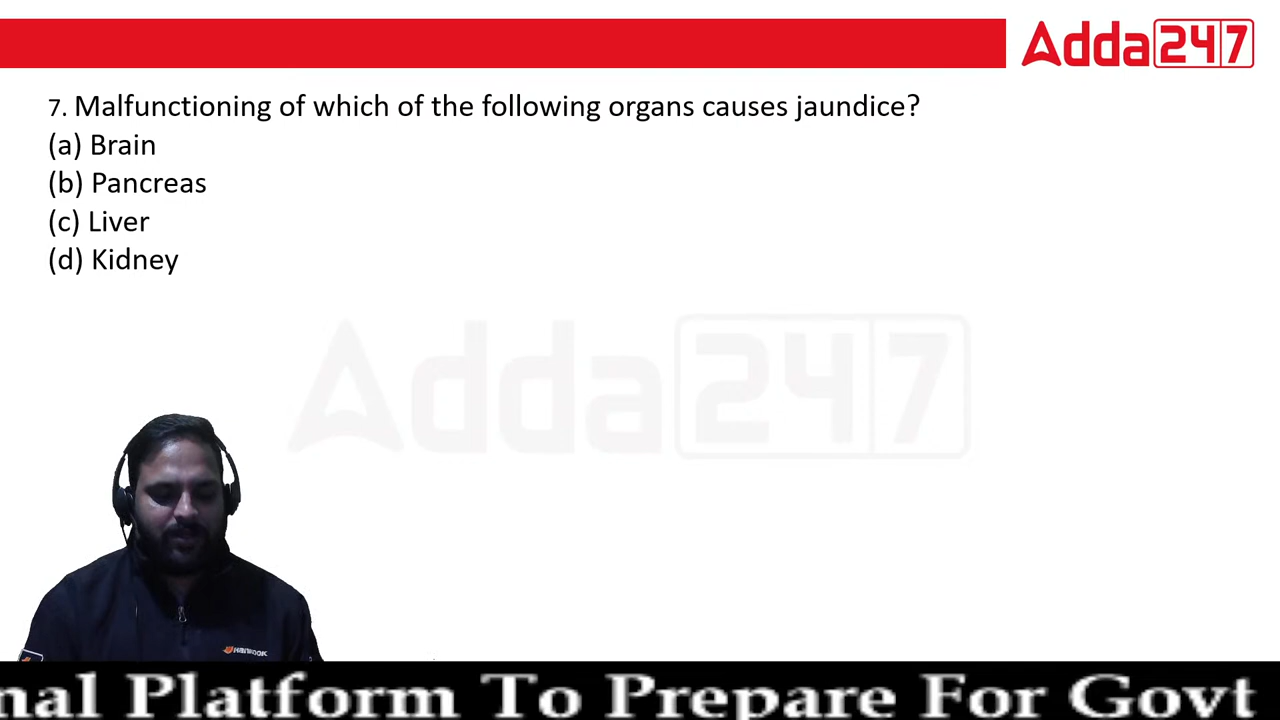 Adda247
7. Malfunctioning of which of the following organs causes jaundice?
(a) Brain
(b) Pancreas
(c) Liver
(d) Kidney
Adda247
nal Platform To Prepare For Govt